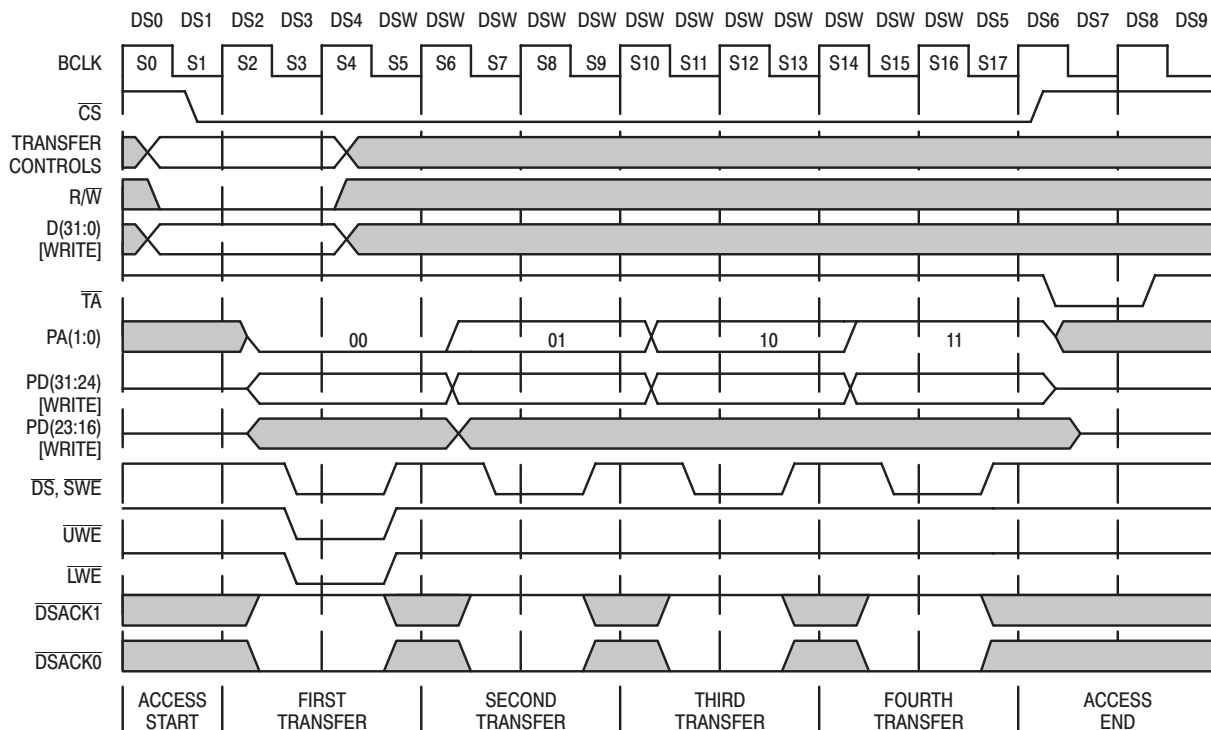 DS0 DS1 DS2 DS3 DS4 DSW DSW DSW DSW DSW DSW DSW DSW DSW DSW DSW DSW DS5 DS6 DS7 DS8 DS9
BCLK S0 S1 S2 S3 S4 S5 S6 S7 S8 S9 S10 S11 S12 S13 S14 S15 S16 S17
CS
TRANSFER
CONTROLS
R/W
D(31:0)
[WRITE]
TA
PA(1:0) 00 01 10 11
PD(31:24)
[WRITE]
PD(23:16)
[WRITE]
DS, SWE
UWE
LWE
DSACK1
DSACK0
ACCESS
START
FIRST
TRANSFER
SECOND
TRANSFER
THIRD
TRANSFER
FOURTH
TRANSFER
ACCESS
END